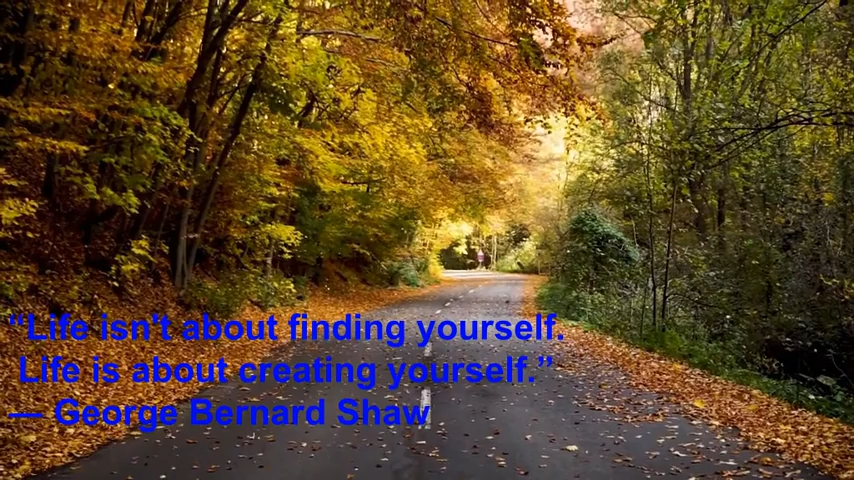 “Life isn't about finding yourself.
Life is about creating yourself.”
— George Bernard Shaw